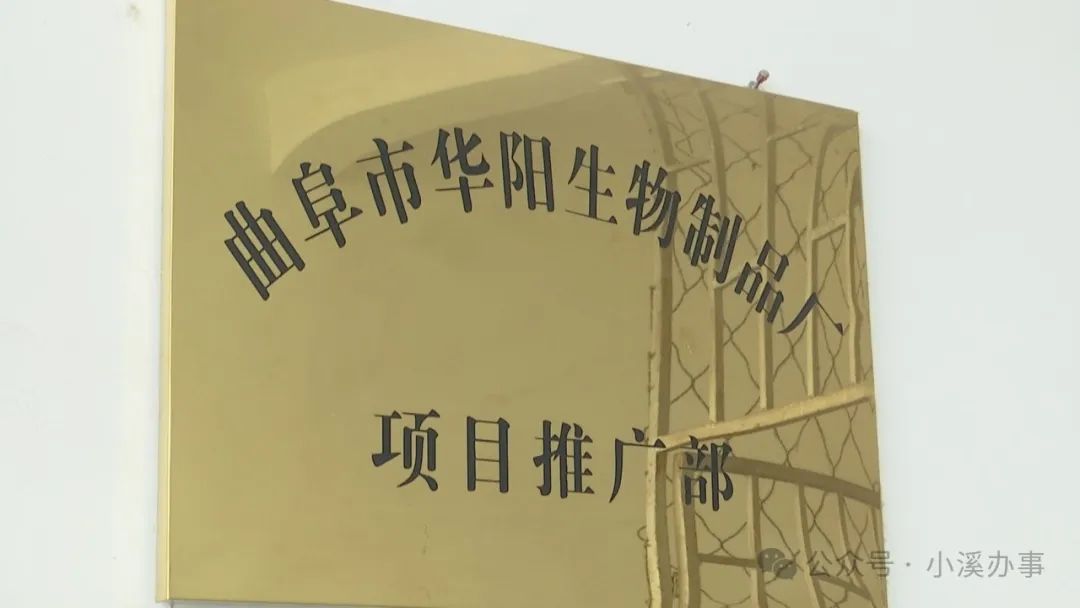 曲阜市华阳生物制品厂
项目推广部
公众号·小溪办事